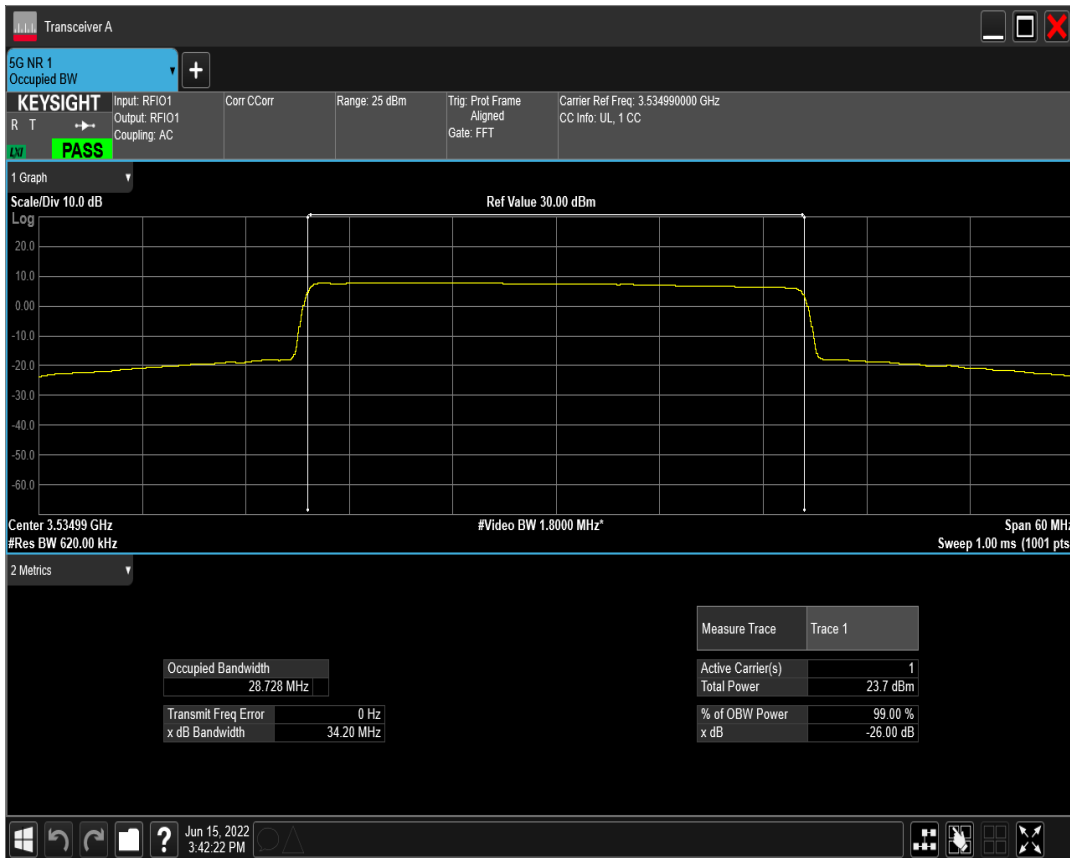 Transceiver A
5G NR 1
Occupied BW
+
KEYSIGHT
R T
LXI
PASS
Input: RFIO1
Output: RFIO1
Coupling: AC
Corr CCorr
Range: 25 dBm
Trig: Prot Frame
Aligned
Gate: FFT
Carrier Ref Freq: 3.534990000 GHz
CC Info: UL, 1 CC
1 Graph
Scale/Div 10.0 dB
Ref Value 30.00 dBm
Log
20.0
10.0
0.00
-10.0
-20.0
-30.0
-40.0
-50.0
-60.0
Center 3.53499 GHz
#Video BW 1.8000 MHz*
Span 60 MHz
#Res BW 620.00 kHz
Sweep 1.00 ms (1001 pts
2 Metrics
Measure Trace Trace 1
Occupied Bandwidth
28.728 MHz
Active Carrier(s) 1
Total Power 23.7 dBm
Transmit Freq Error 0 Hz
x dB Bandwidth 34.20 MHz
% of OBW Power 99.00 %
x dB -26.00 dB
?
Jun 15, 2022
3:42:22 PM